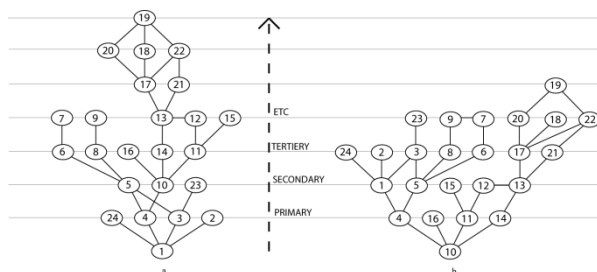 19
20 18 22
19
17 21
ETC
7 9 13 12 15
23 9 7 20 18 22
TERTIARY
6 8 16 14 11
24 2 3 8 6 17 21
SECONDARY
5 10 23
1 5 15 12 13
PRIMARY
24 4 3 2
4 16 11 14
1
10
a
b